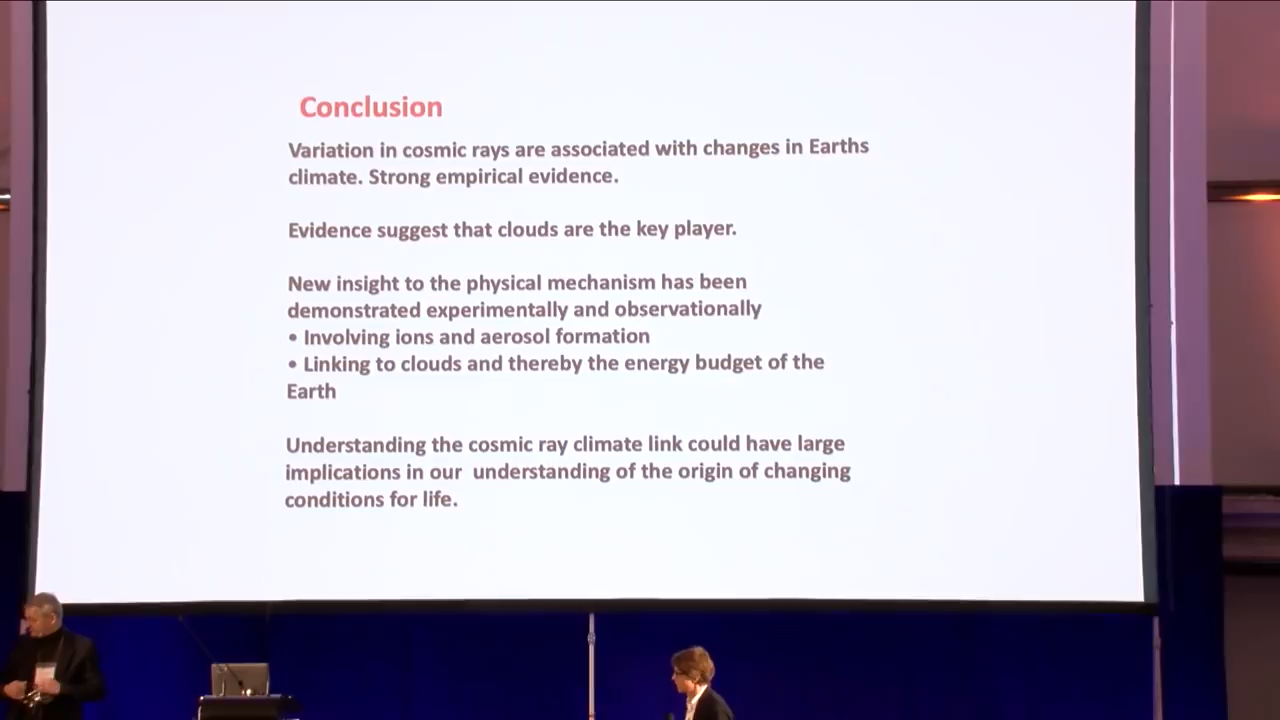 Conclusion
Variation in cosmic rays are associated with changes in Earths
climate. Strong empirical evidence.
Evidence suggest that clouds are the key player.
New insight to the physical mechanism has been
demonstrated experimentally and observationally
• Involving ions and aerosol formation
• Linking to clouds and thereby the energy budget of the
Earth
Understanding the cosmic ray climate link could have large
implications in our  understanding of the origin of changing
conditions for life.